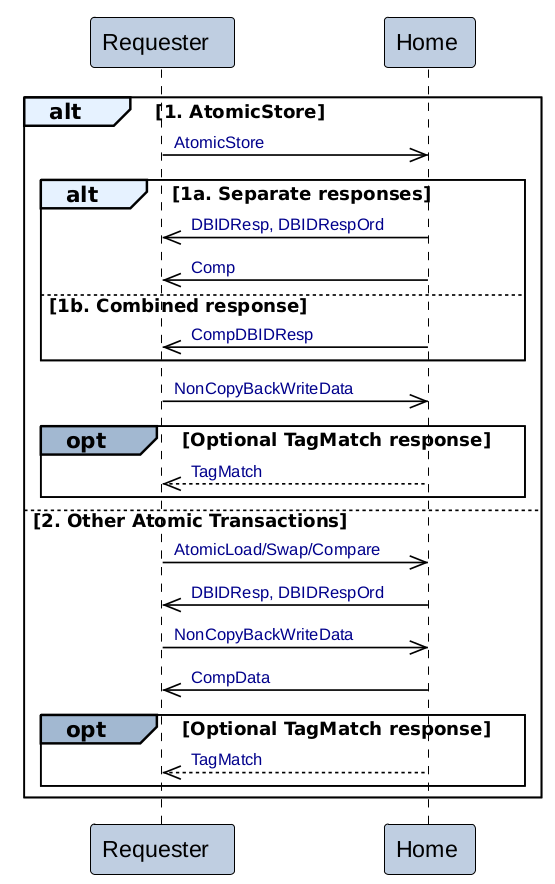 Requester Home
alt [1. AtomicStore]
AtomicStore
alt [1a. Separate responses]
DBIDResp, DBIDRespOrd
Comp
[1b. Combined response]
CompDBIDResp
NonCopyBackWriteData
opt [Optional TagMatch response]
TagMatch
[2. Other Atomic Transactions]
AtomicLoad/Swap/Compare
DBIDResp, DBIDRespOrd
NonCopyBackWriteData
CompData
opt [Optional TagMatch response]
TagMatch
Requester Home